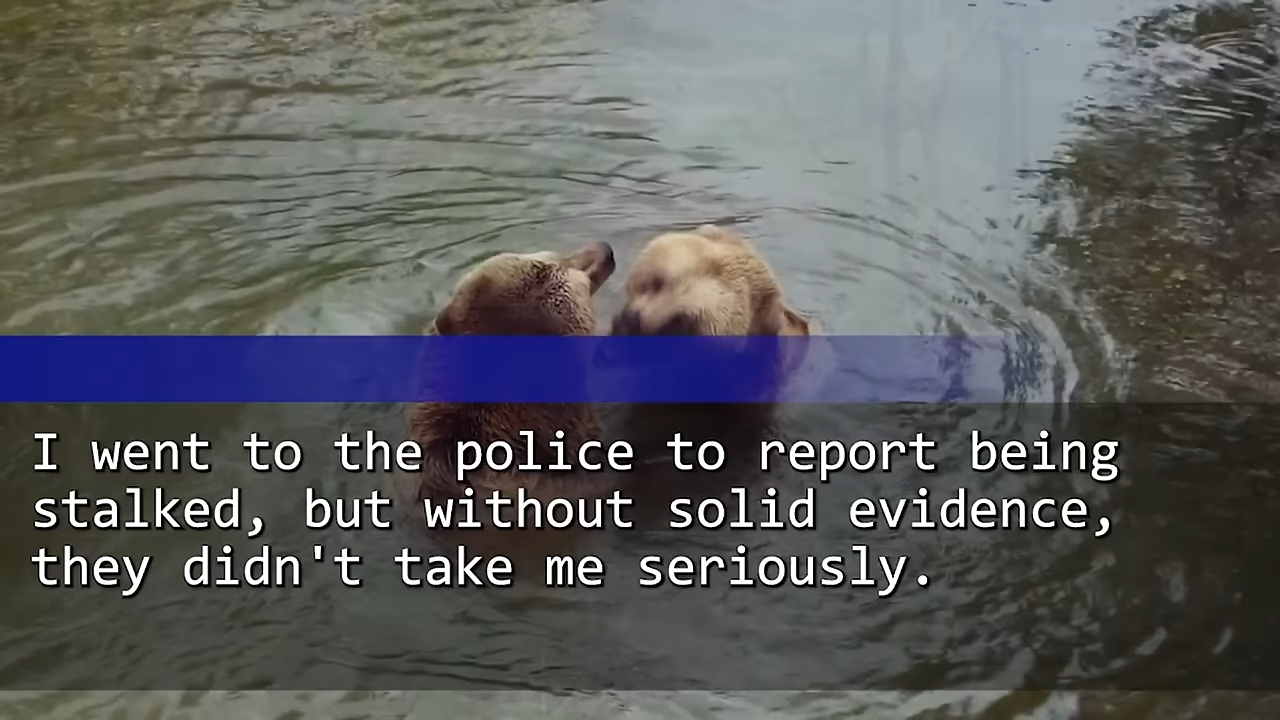 I went to the police to report being
stalked, but without solid evidence,
they didn't take me seriously.